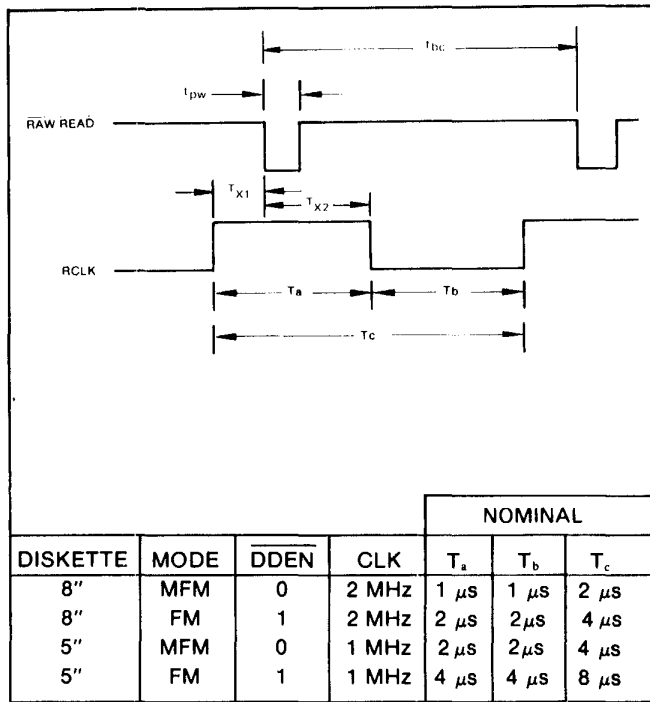 tbc
tpw
RAW READ
TX1
TX2
RCLK
Ta
Tb
Tc
NOMINAL
DISKETTE MODE DDEN CLK Ta Tb Tc
8" MFM 0 2 MHz 1 μs 1 μs 2 μs
8" FM 1 2 MHz 2 μs 2μs 4 μs
5" MFM 0 1 MHz 2 μs 2μs 4 μs
5" FM 1 1 MHz 4 μs 4 μs 8 μs